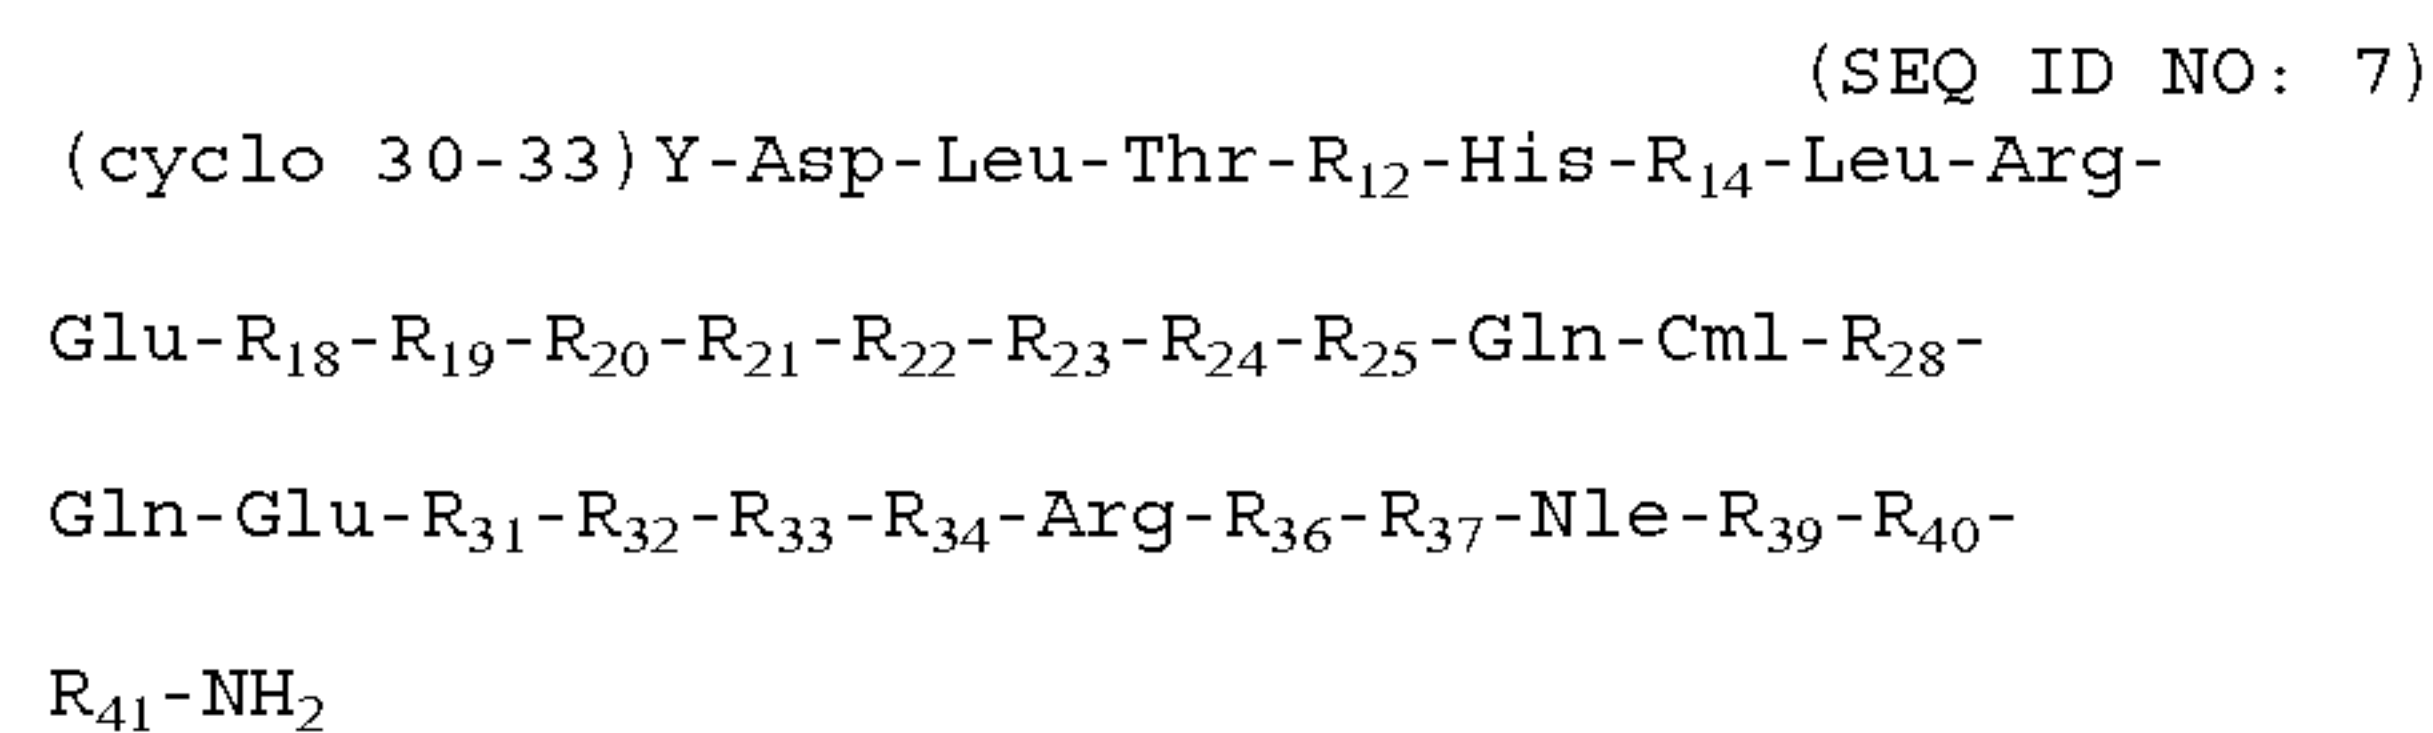 (SEQ ID NO: 7)
(cyclo 30-33)Y-Asp-Leu-Thr-R₁₂-His-R₁₄-Leu-Arg-
Glu-R₁₈-R₁₉-R₂₀-R₂₁-R₂₂-R₂₃-R₂₄-R₂₅-Gln-Cml-R₂₈-
Gln-Glu-R₃₁-R₃₂-R₃₃-R₃₄-Arg-R₃₆-R₃₇-Nle-R₃₉-R₄₀-
R₄₁-NH₂